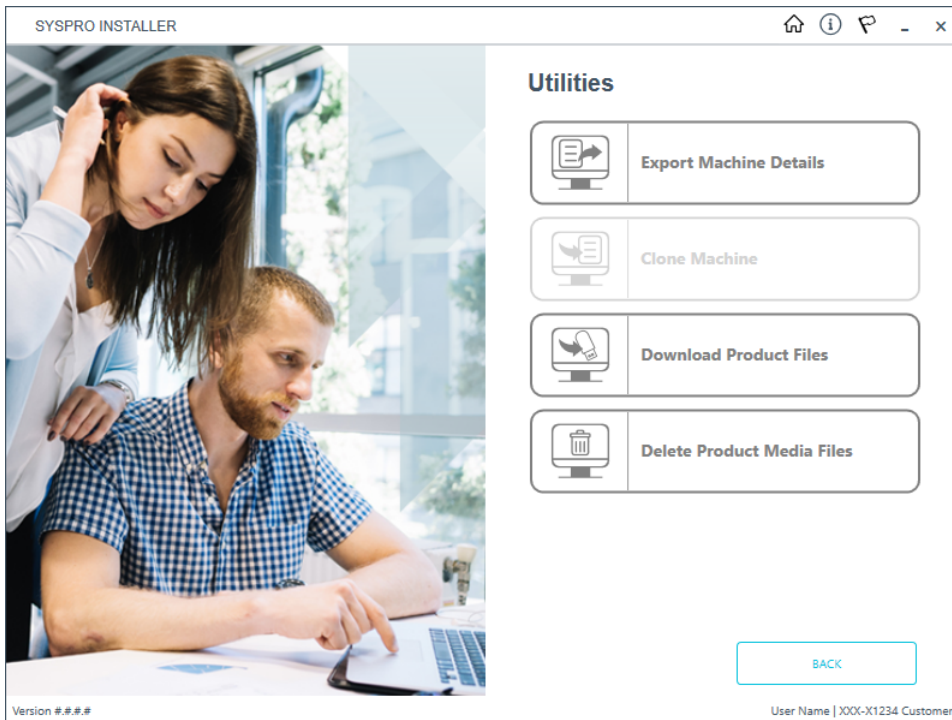 SYSPRO INSTALLER
Utilities
Export Machine Details
Clone Machine
Download Product Files
Delete Product Media Files
BACK
Version #.#.#.#
User Name | XXX-X1234 Customer